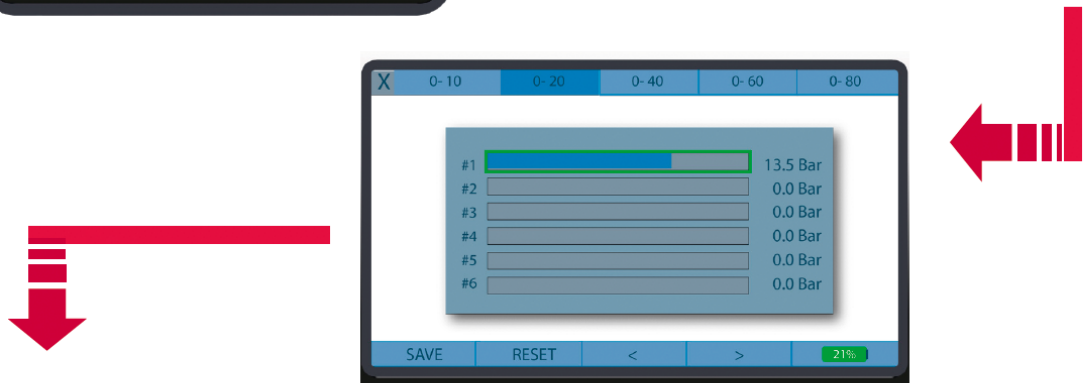 X 0-10 0-20 0-40 0-60 0-80
#1 13.5 Bar
#2 0.0 Bar
#3 0.0 Bar
#4 0.0 Bar
#5 0.0 Bar
#6 0.0 Bar
SAVE RESET < > 21%